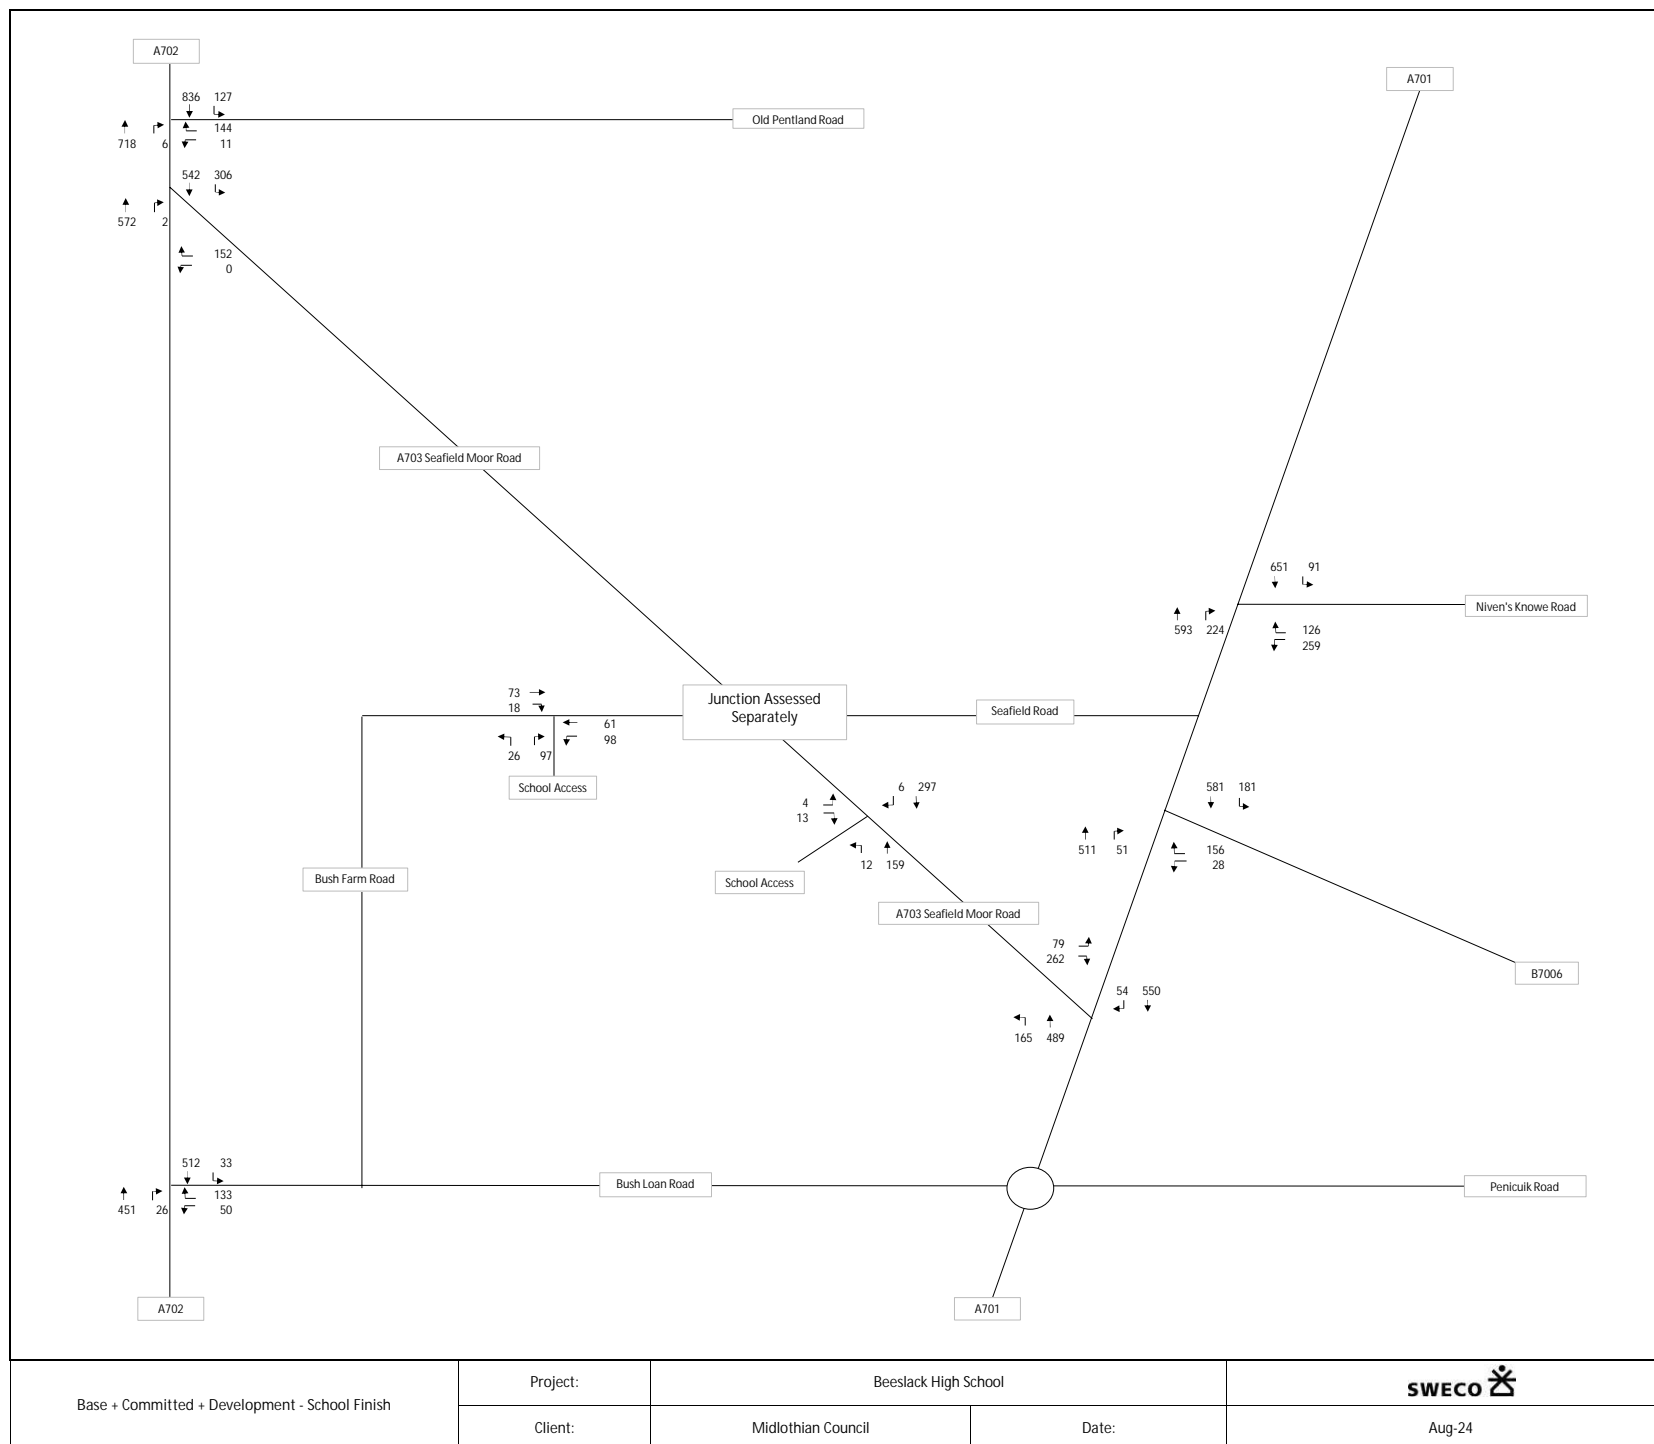 A702
A701
836 127
Old Pentland Road
144
718 6 11
542 306
572 2
152
0
A703 Seafield Moor Road
651 91
Niven's Knowe Road
593 224 126
259
73
18
Junction Assessed
Separately
Seafield Road
61
98
26 97
School Access
6 297
581 181
4
13
511 51 156
28
12 159
Bush Farm Road
School Access
A703 Seafield Moor Road
79
262
B7006
54 550
165 489
512 33
Bush Loan Road
Penicuik Road
133
451 26 50
A702
A701
Base + Committed + Development - School Finish
Project:
Beeslack High School
SWECO
Client:
Midlothian Council
Date:
Aug-24